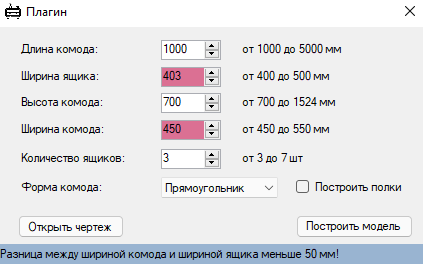 Плагин
Длина комода: 1000 от 1000 до 5000 мм
Ширина ящика: 403 от 400 до 500 мм
Высота комода: 700 от 700 до 1524 мм
Ширина комода: 450 от 450 до 550 мм
Количество ящиков: 3 от 3 до 7 шт
Форма комода: Прямоугольник Построить полки
Открыть чертеж Построить модель
Разница между шириной комода и шириной ящика меньше 50 мм!